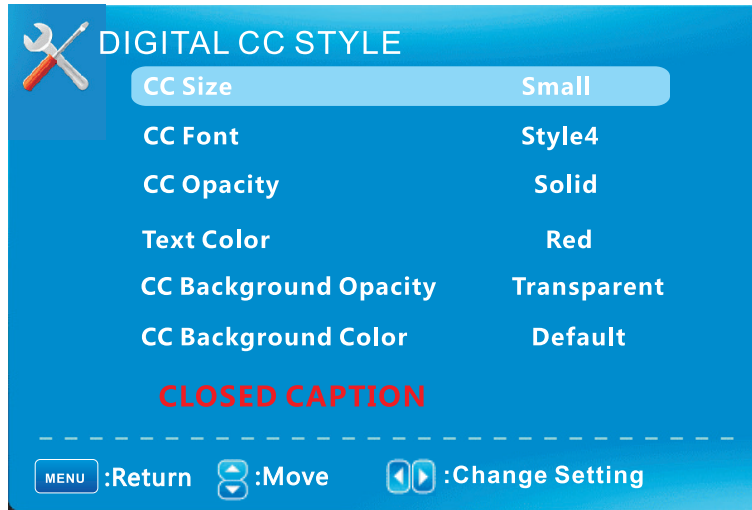 DIGITAL CC STYLE
CC Size Small
CC Font Style4
CC Opacity Solid
Text Color Red
CC Background Opacity Transparent
CC Background Color Default
CLOSED CAPTION
MENU :Return :Move :Change Setting